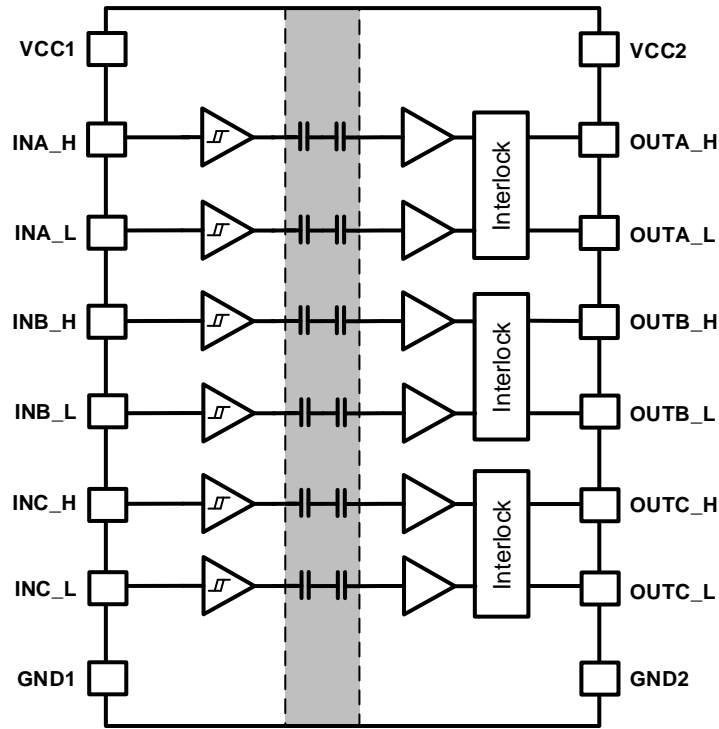 VCC1
VCC2
INA_H
OUTA_H
Interlock
INA_L
OUTA_L
INB_H
OUTB_H
Interlock
INB_L
OUTB_L
INC_H
OUTC_H
Interlock
INC_L
OUTC_L
GND1
GND2